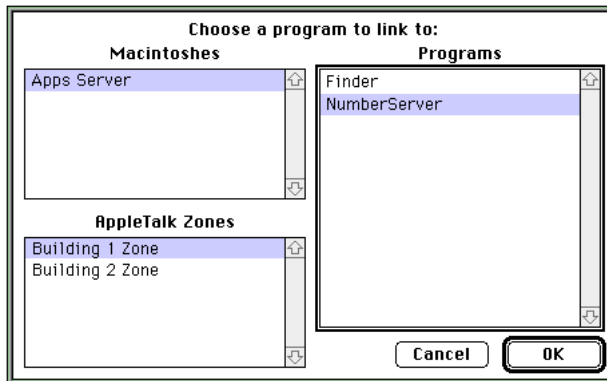 Choose a program to link to:
Macintoshes
Apps Server
AppleTalk Zones
Building 1 Zone
Building 2 Zone
Programs
Finder
NumberServer
Cancel
OK